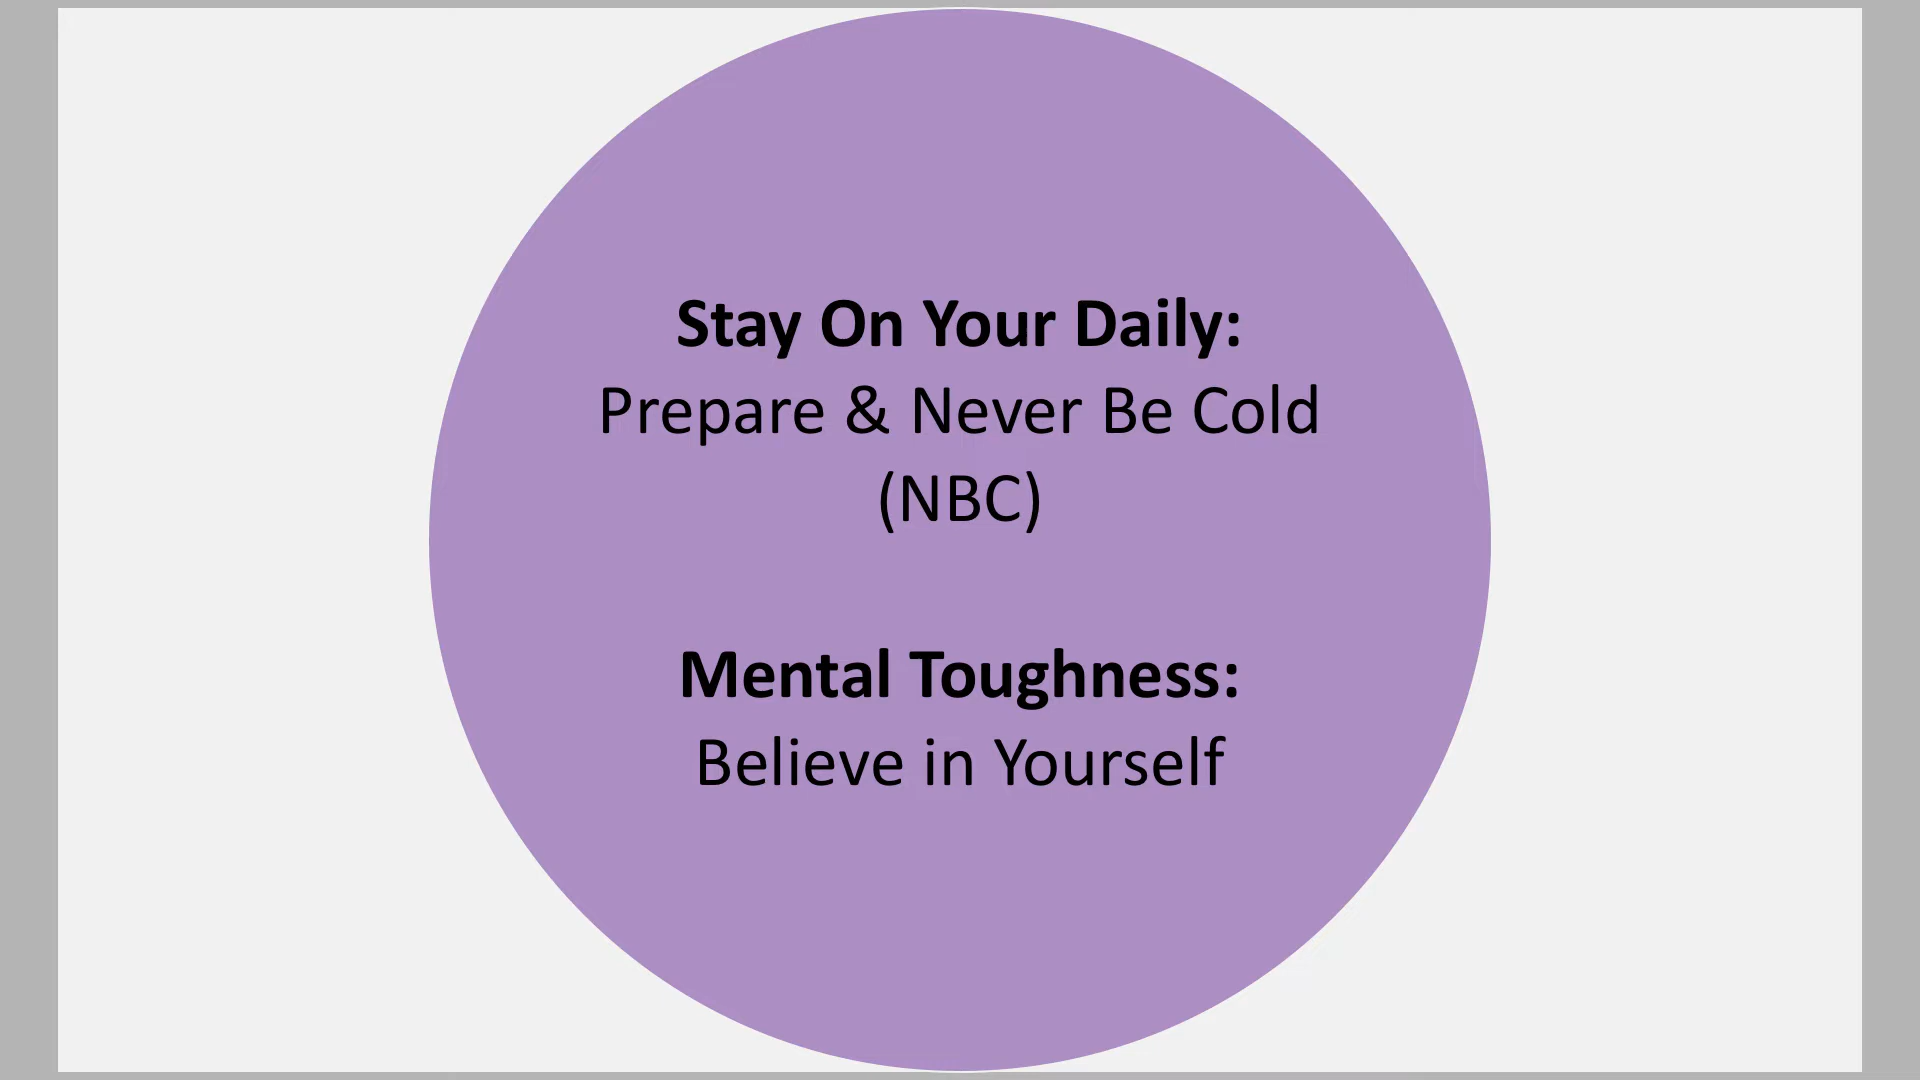 Stay On Your Daily:
Prepare & Never Be Cold
(NBC)
Mental Toughness:
Believe in Yourself